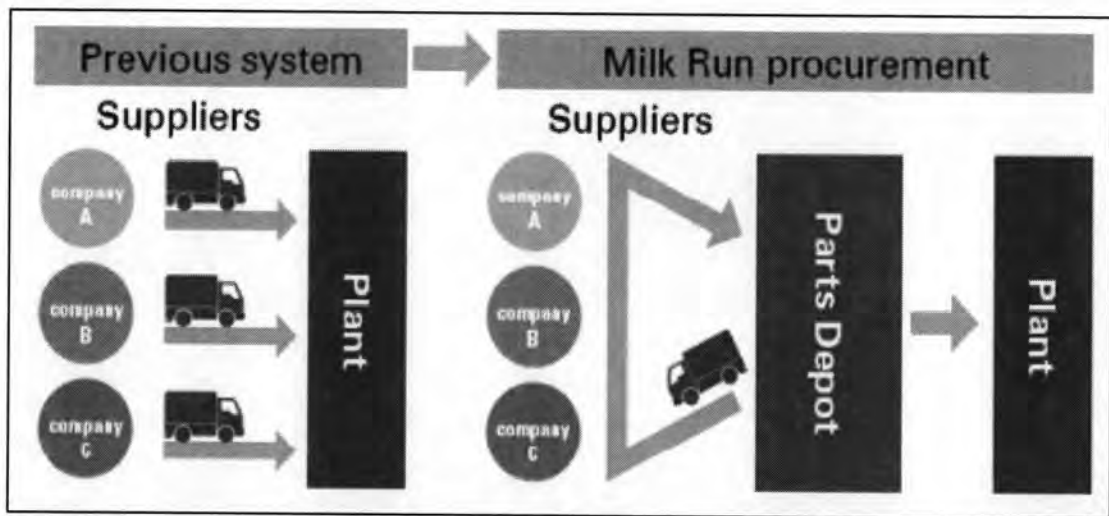 Previous system
Milk Run procurement
Suppliers
company
A
company
B
company
C
Plant
Suppliers
company
A
company
B
company
C
Parts Depot
Plant